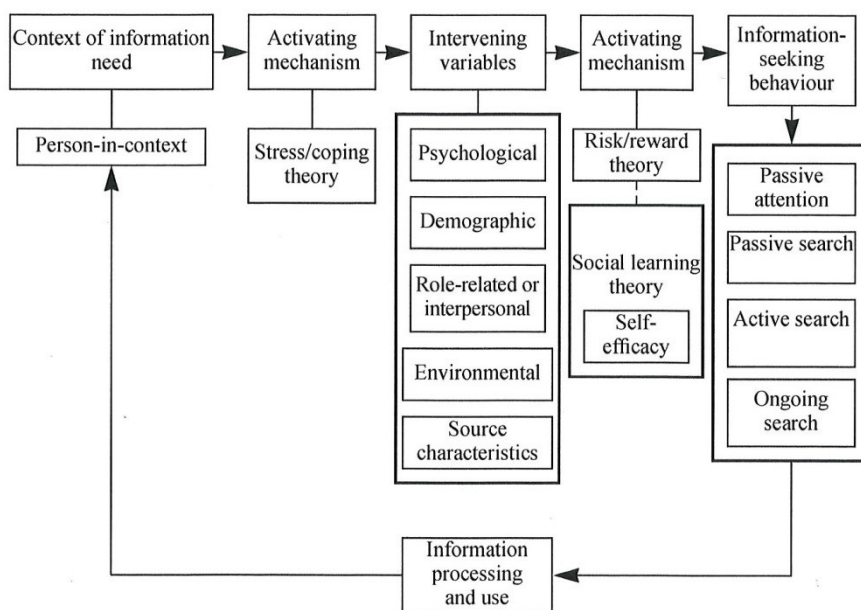 Context of information
need
Activating
mechanism
Intervening
variables
Activating
mechanism
Information-
seeking
behaviour
Person-in-context
Stress/coping
theory
Psychological
Demographic
Role-related or
interpersonal
Environmental
Source
characteristics
Risk/reward
theory
Social learning
theory
Self-
efficacy
Passive
attention
Passive search
Active search
Ongoing
search
Information
processing
and use